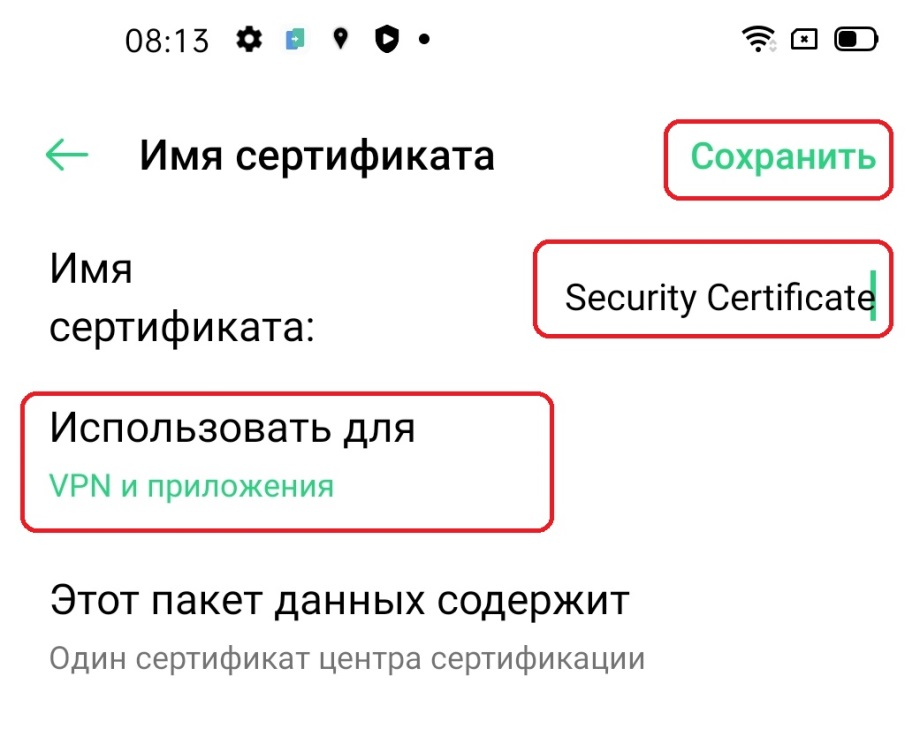 08:13
Имя сертификата
Сохранить
Имя
сертификата:
Security Certificate
Использовать для
VPN и приложения
Этот пакет данных содержит
Один сертификат центра сертификации